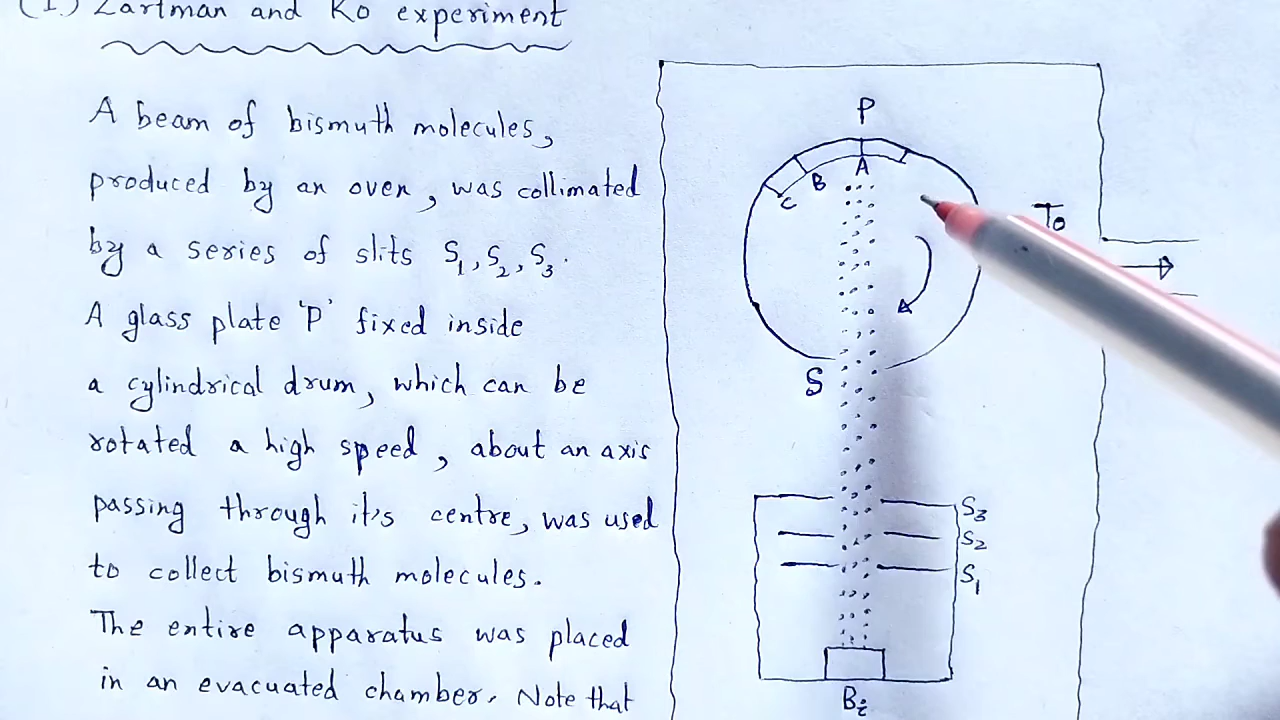 (1.) Zartman and Ko experiment
A beam of bismuth molecules,
produced by an oven, was collimated
by a series of slits S1, S2, S3.
A glass plate 'P' fixed inside
a cylindrical drum, which can be
rotated a high speed, about an axis
passing through it's centre, was used
to collect bismuth molecules.
The entire apparatus was placed
in an evacuated chamber. Note that
P
A
B
C
To
S
S3
S2
S1
Bi